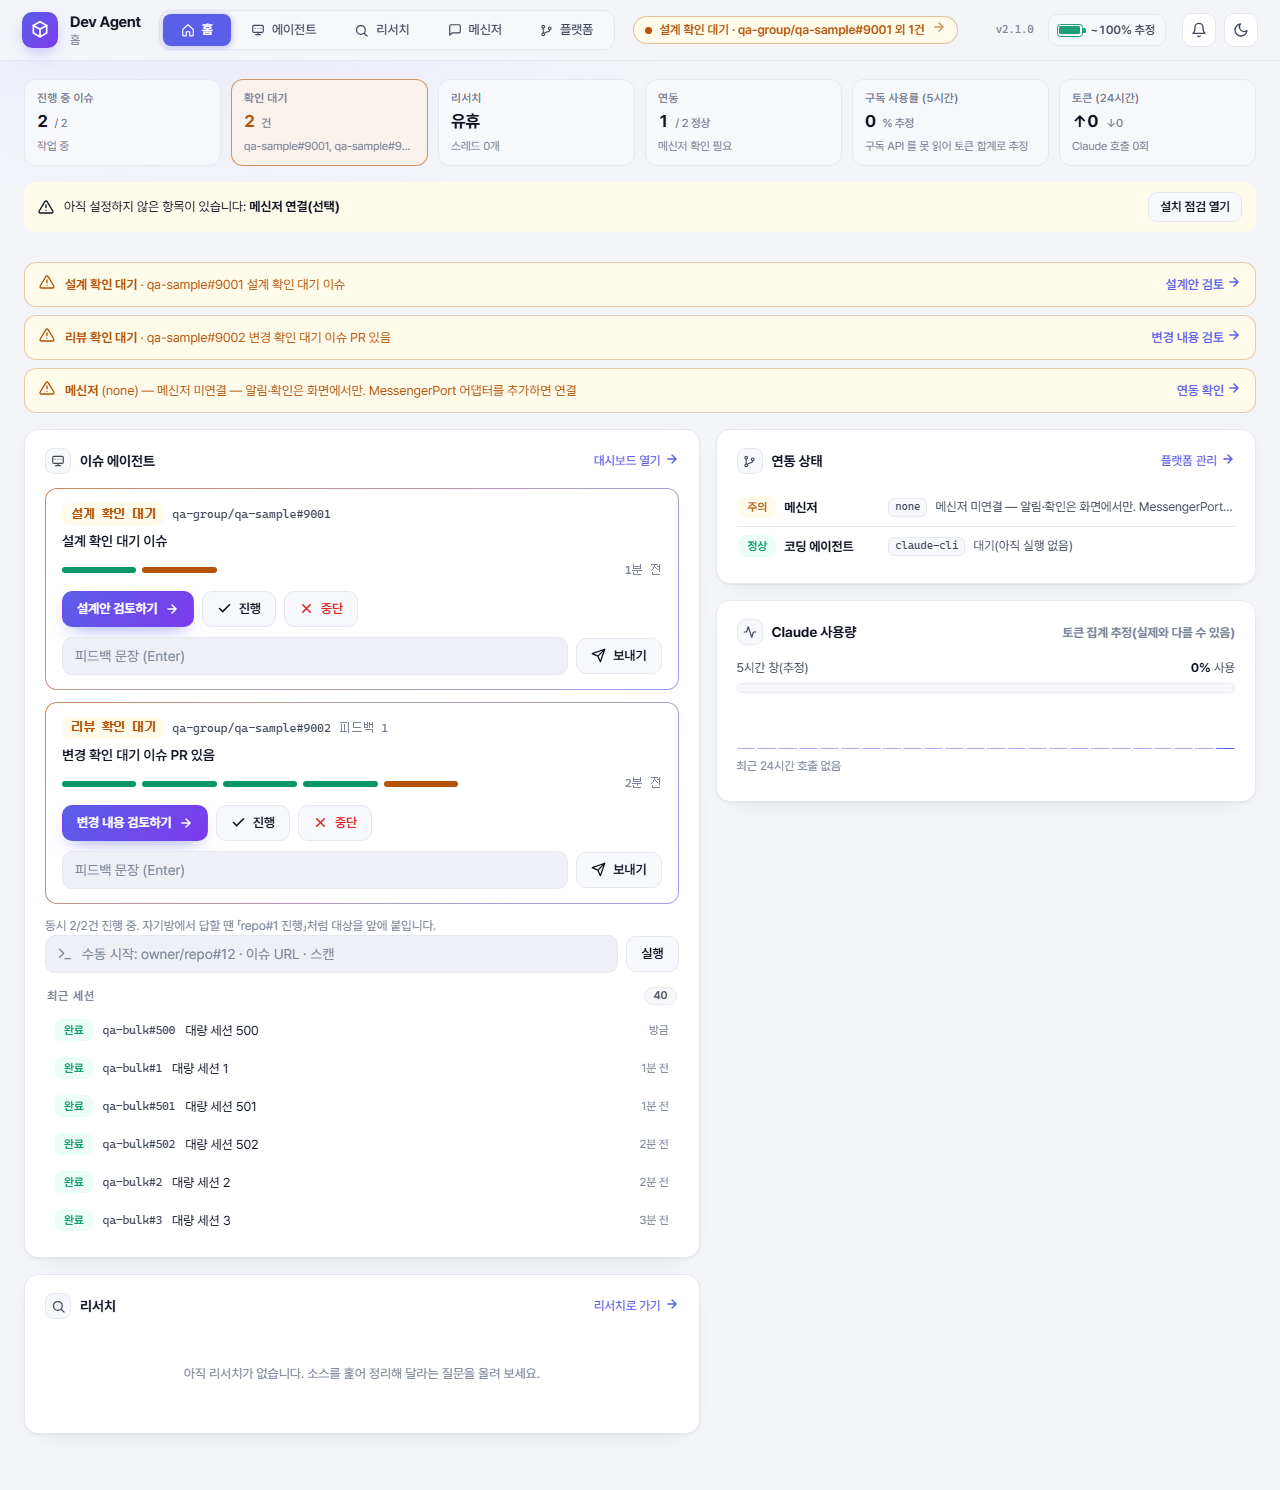 Dev Agent
홈
홈
에이전트
리서치
메신저
플랫폼
설계 확인 대기 · qa-group/qa-sample#9001 외 1건
v2.1.0
~100% 추정
진행 중 이슈
2 / 2
작업 중
확인 대기
2 건
qa-sample#9001, qa-sample#9...
리서치
유휴
스레드 0개
연동
1 / 2 정상
메신저 확인 필요
구독 사용률 (5시간)
0 % 추정
구독 API 를 못 읽어 토큰 합계로 추정
토큰 (24시간)
↑0 ↓0
Claude 호출 0회
아직 설정하지 않은 항목이 있습니다: 메신저 연결(선택)
설치 점검 열기
설계 확인 대기 · qa-sample#9001 설계 확인 대기 이슈
설계안 검토
리뷰 확인 대기 · qa-sample#9002 변경 확인 대기 이슈 PR 있음
변경 내용 검토
메신저 (none) — 메신저 미연결 — 알림·확인은 화면에서만. MessengerPort 어댑터를 추가하면 연결
연동 확인
이슈 에이전트
대시보드 열기
설계 확인 대기 qa-group/qa-sample#9001
설계 확인 대기 이슈
1분 전
설계안 검토하기
진행
중단
피드백 문장 (Enter)
보내기
리뷰 확인 대기 qa-group/qa-sample#9002 피드백 1
변경 확인 대기 이슈 PR 있음
2분 전
변경 내용 검토하기
진행
중단
피드백 문장 (Enter)
보내기
동시 2/2건 진행 중. 자기방에서 답할 땐 「repo#1 진행」처럼 대상을 앞에 붙입니다.
수동 시작: owner/repo#12 · 이슈 URL · 스캔
실행
최근 세션
40
완료 qa-bulk#500 대량 세션 500 방금
완료 qa-bulk#1 대량 세션 1 1분 전
완료 qa-bulk#501 대량 세션 501 1분 전
완료 qa-bulk#502 대량 세션 502 2분 전
완료 qa-bulk#2 대량 세션 2 2분 전
완료 qa-bulk#3 대량 세션 3 3분 전
리서치
리서치로 가기
아직 리서치가 없습니다. 소스를 훑어 정리해 달라는 질문을 올려 보세요.
연동 상태
플랫폼 관리
주의 메신저 none 메신저 미연결 — 알림·확인은 화면에서만. MessengerPort...
정상 코딩 에이전트 claude-cli 대기(아직 실행 없음)
Claude 사용량
토큰 집계 추정(실제와 다를 수 있음)
5시간 창(추정)
0% 사용
최근 24시간 호출 없음